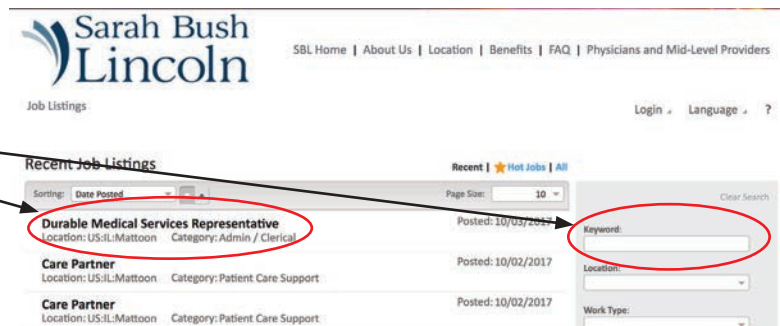 Sarah Bush
Lincoln
SBL Home | About Us | Location | Benefits | FAQ | Physicians and Mid-Level Providers
Job Listings
Login Language ?
Recent Job Listings
Recent | Hot Jobs | All
Sorting: Date Posted
Page Size: 10
Clear Search
Durable Medical Services Representative
Posted: 10/03/2017
Location: US:IL:Mattoon Category: Admin / Clerical
Keyword:
Care Partner
Posted: 10/02/2017
Location: US:IL:Mattoon Category: Patient Care Support
Location:
Care Partner
Posted: 10/02/2017
Location: US:IL:Mattoon Category: Patient Care Support
Work Type: